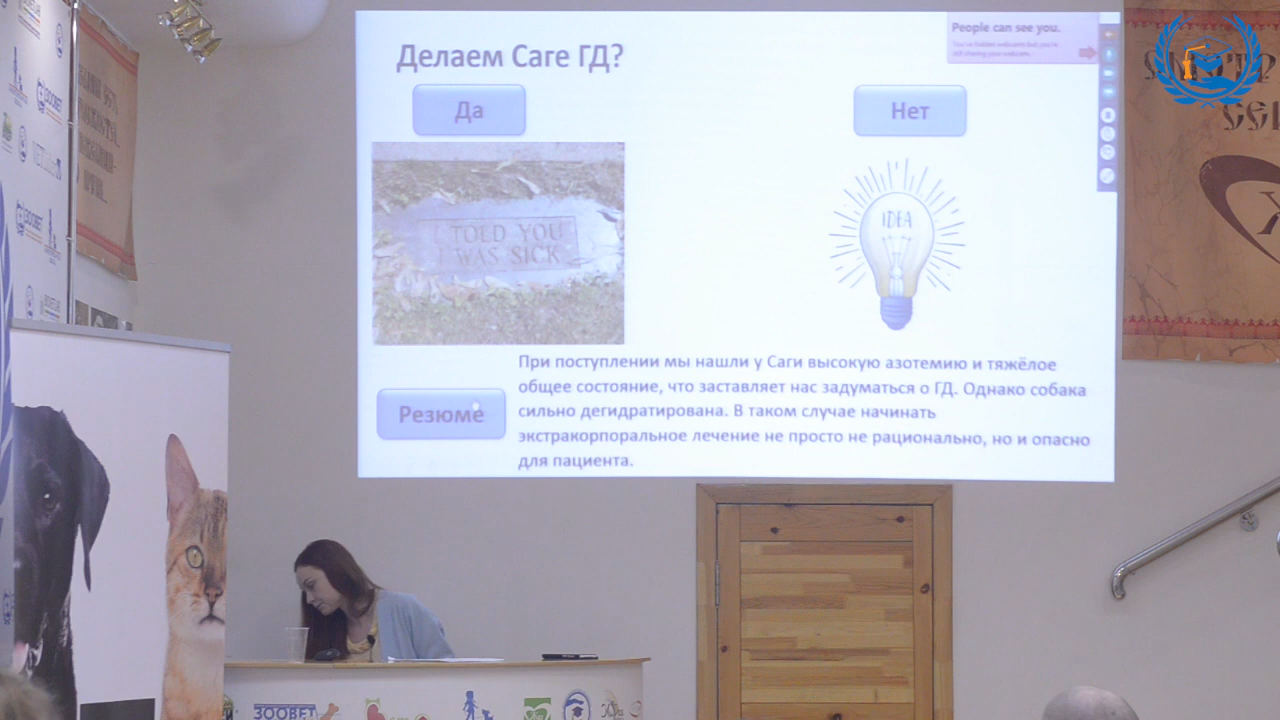 Делаем Саге ГД?
People can see you.
Да
Нет
I TOLD YOU
I WAS SICK
IDEA
При поступлении мы нашли у Саги высокую азотемию и тяжёлое
общее состояние, что заставляет нас задуматься о ГД. Однако собака
сильно дегидратирована. В таком случае начинать
экстракорпоральное лечение не просто не рационально, но и опасно
для пациента.
Резюме
ЗООВЕТ
ЗООВЕТ
ЗООВЕТ